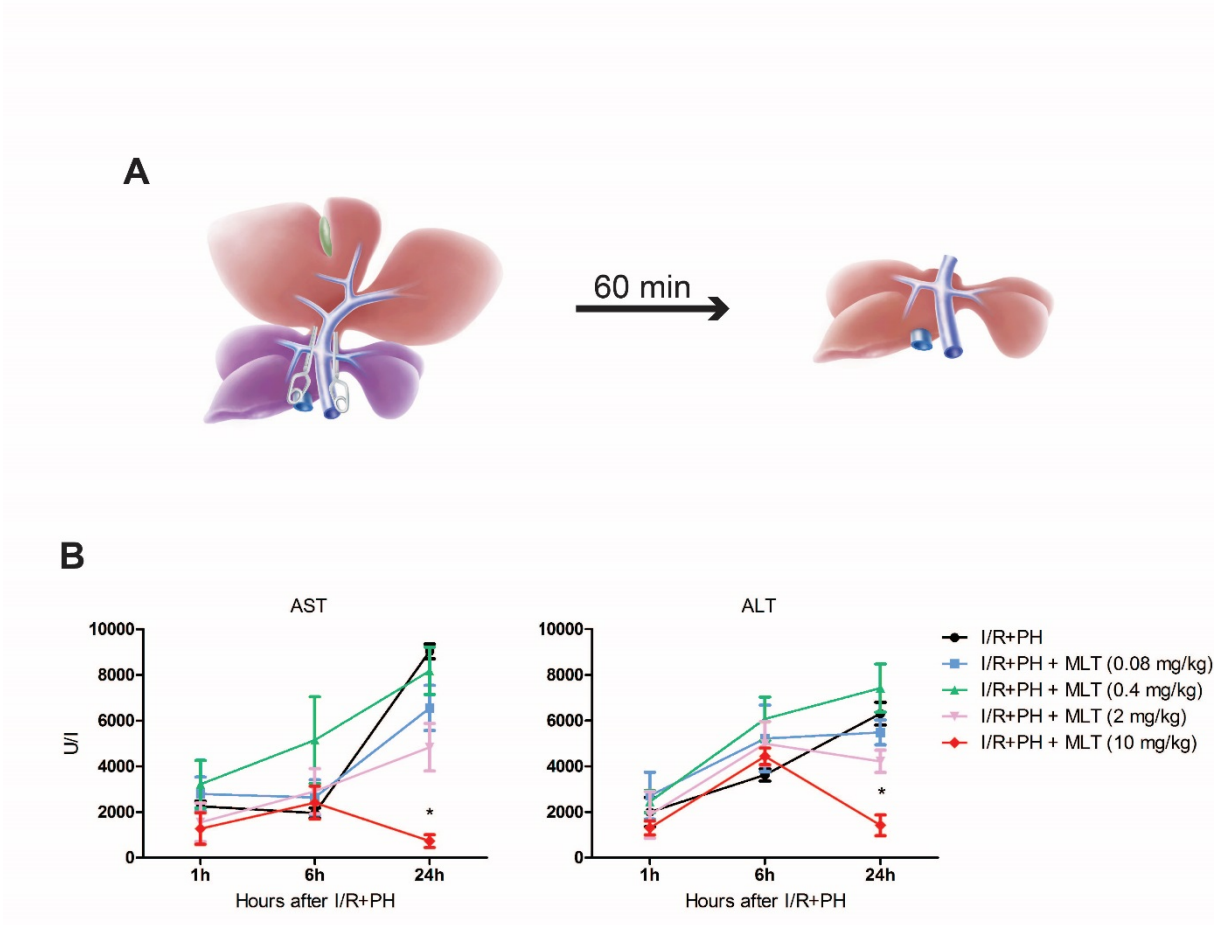 A
60 min
B
AST
10000
8000
6000
4000
2000
0
U/I
*
1h
6h
24h
Hours after I/R+PH
ALT
10000
8000
6000
4000
2000
0
*
1h
6h
24h
Hours after I/R+PH
I/R+PH
I/R+PH + MLT (0.08 mg/kg)
I/R+PH + MLT (0.4 mg/kg)
I/R+PH + MLT (2 mg/kg)
I/R+PH + MLT (10 mg/kg)